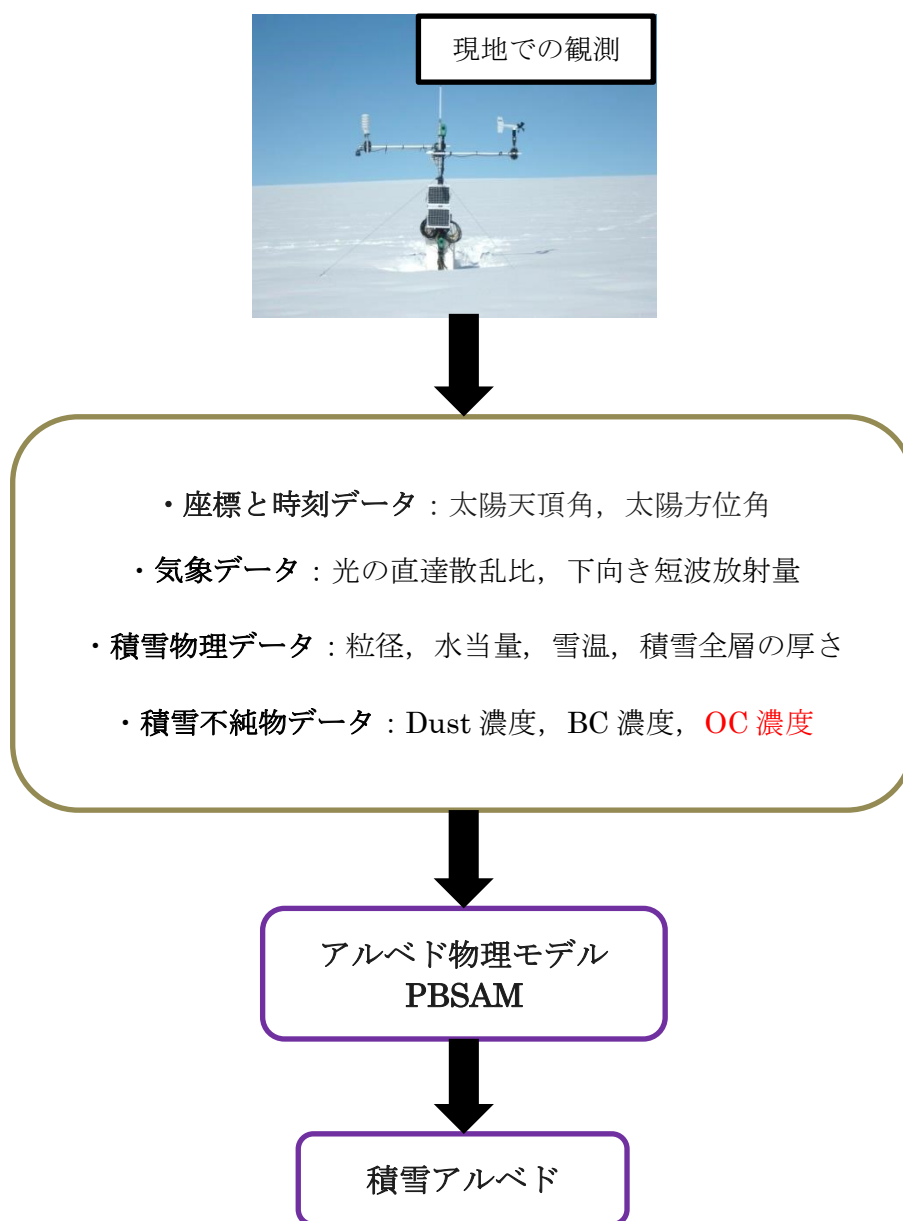 現地での観測
・座標と時刻データ：太陽天頂角，太陽方位角
・気象データ：光の直達散乱比，下向き短波放射量
・積雪物理データ：粒径，水当量，雪温，積雪全層の厚さ
・積雪不純物データ：Dust 濃度，BC 濃度，OC 濃度
アルベド物理モデル
PBSAM
積雪アルベド